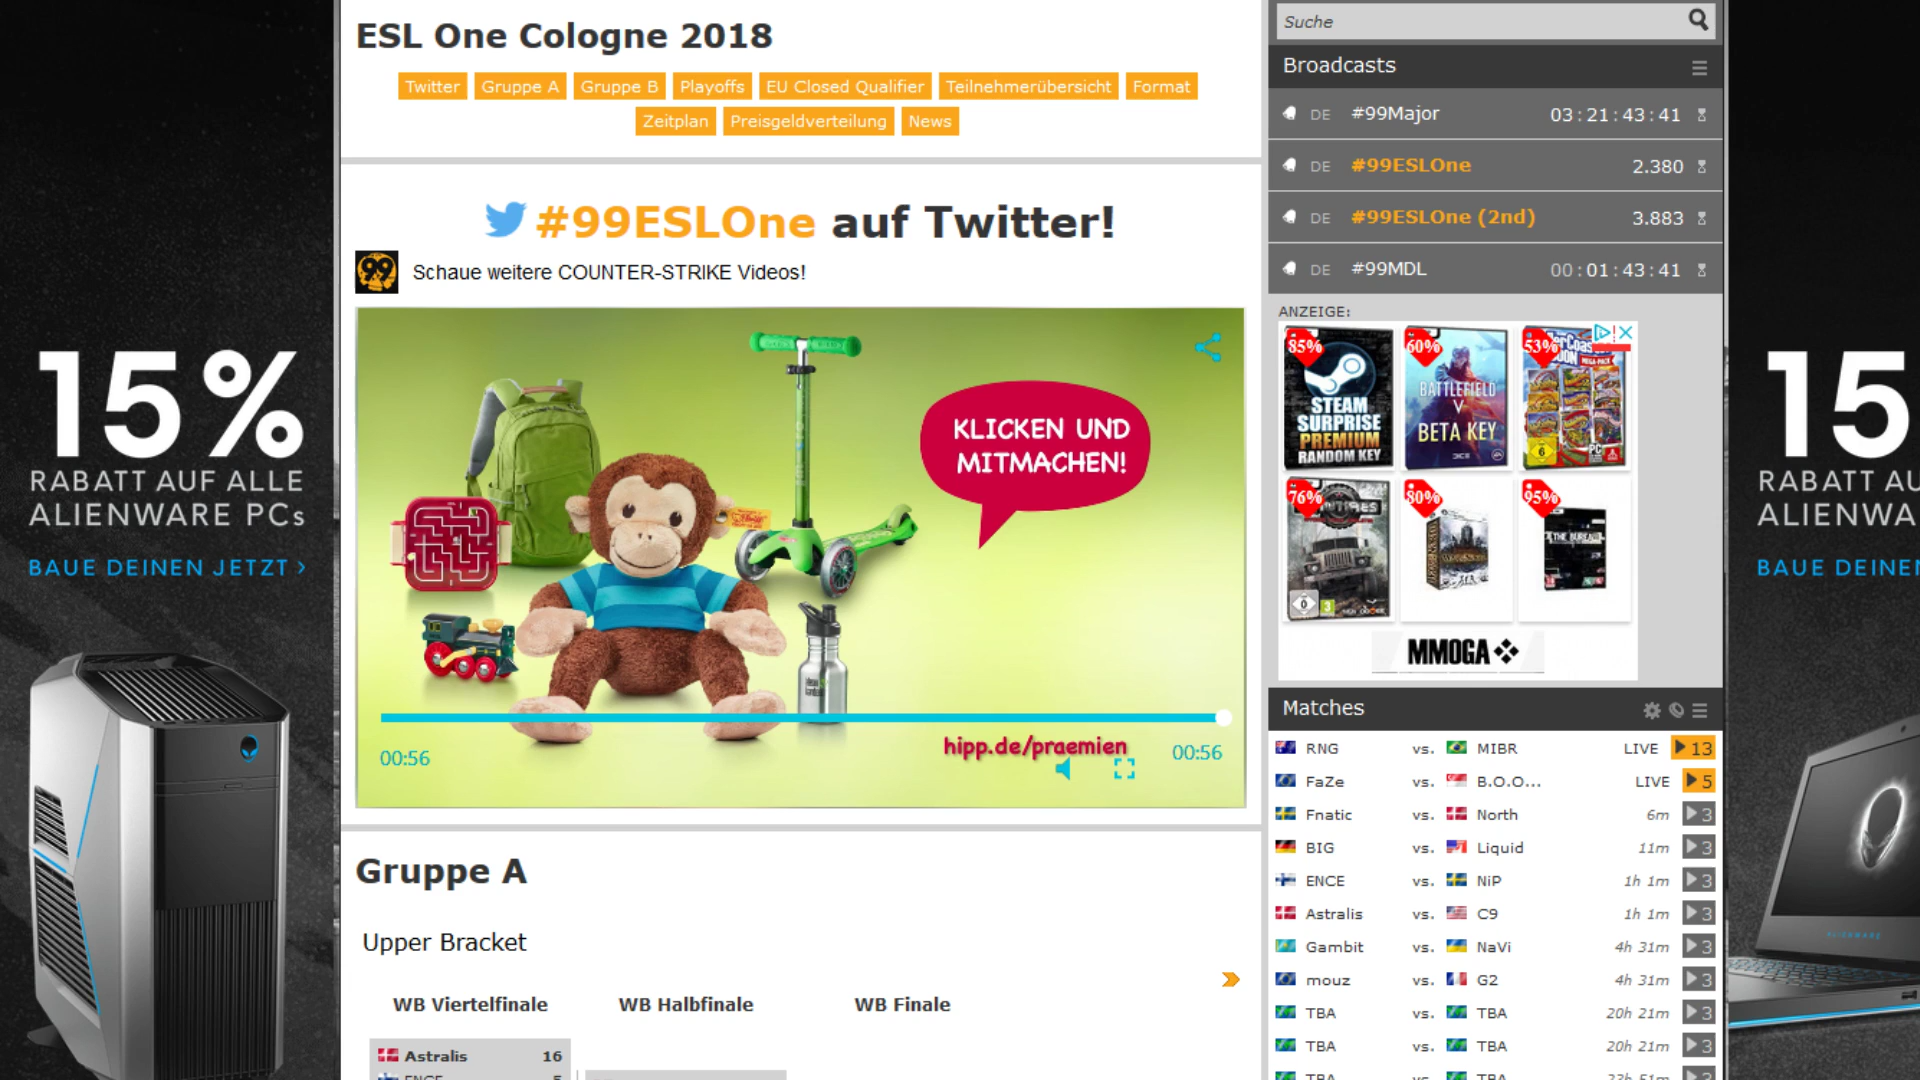 ESL One Cologne 2018
Twitter Gruppe A Gruppe B Playoffs EU Closed Qualifier Teilnehmerübersicht Format
Zeitplan Preisgeldverteilung News
#99ESLOne auf Twitter!
Schaue weitere COUNTER-STRIKE Videos!
KLICKEN UND
MITMACHEN!
hipp.de/praemien
00:56
00:56
Gruppe A
Upper Bracket
WB Viertelfinale WB Halbfinale WB Finale
Astralis 16
Suche
Broadcasts
DE #99Major 03:21:43:41
DE #99ESLOne 2.380
DE #99ESLOne (2nd) 3.883
DE #99MDL 00:01:43:41
ANZEIGE:
85%
STEAM
SURPRISE
PREMIUM
RANDOM KEY
60%
BATTLEFIELD
V
BETA KEY
53%
76%
80%
95%
MMOGA
Matches
RNG vs. MIBR LIVE 13
FaZe vs. B.O.O... LIVE 5
Fnatic vs. North 6m 3
BIG vs. Liquid 11m 3
ENCE vs. NiP 1h 1m 3
Astralis vs. C9 1h 1m 3
Gambit vs. NaVi 4h 31m 3
mouz vs. G2 4h 31m 3
TBA vs. TBA 20h 21m 3
TBA vs. TBA 20h 21m 3
15%
RABATT AUF ALLE
ALIENWARE PCs
BAUE DEINEN JETZT >
15
RABATT AU
ALIENWA
BAUE DEINEN